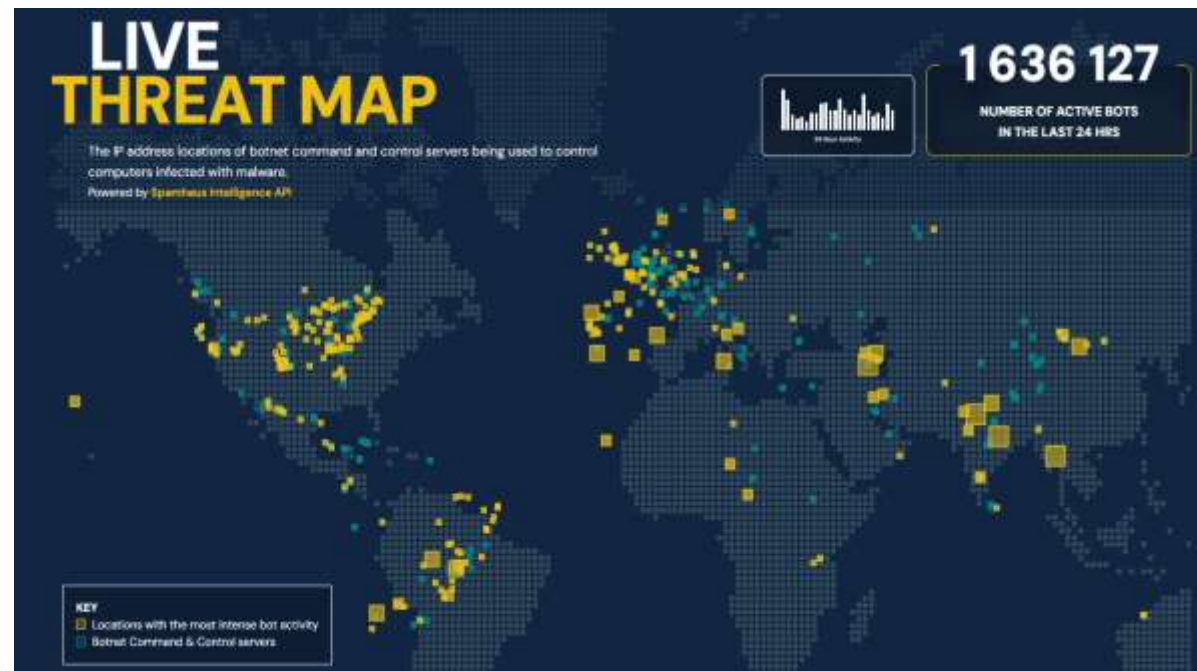 LIVE
THREAT MAP
The IP address locations of botnet command and control servers being used to control
computers infected with malware.
Powered by Spamhaus Intelligence API
1 636 127
NUMBER OF ACTIVE BOTS
IN THE LAST 24 HRS
KEY
Locations with the most intense bot activity
Botnet Command & Control servers